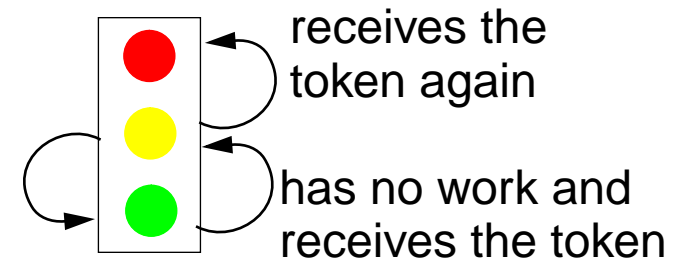 receives the
token again
has no work and
receives the token